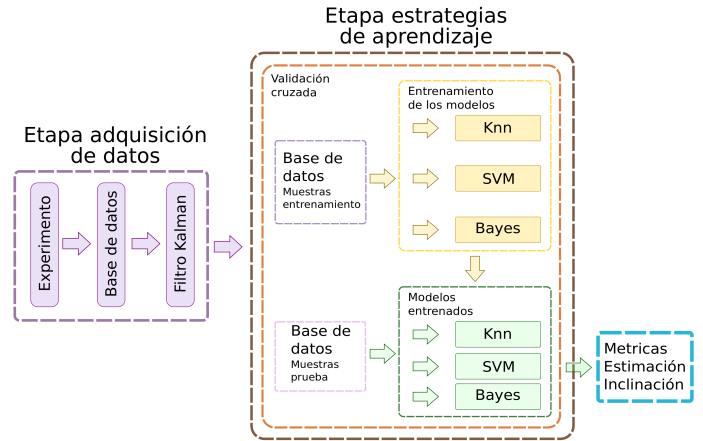 Etapa estrategias
de aprendizaje
Etapa adquisición
de datos
Experimento
Base de datos
Filtro Kalman
Validación
cruzada
Base de
datos
Muestras
entrenamiento
Entrenamiento
de los modelos
Knn
SVM
Bayes
Base de
datos
Muestras
prueba
Modelos
entrenados
Knn
SVM
Bayes
Metricas
Estimación
Inclinación